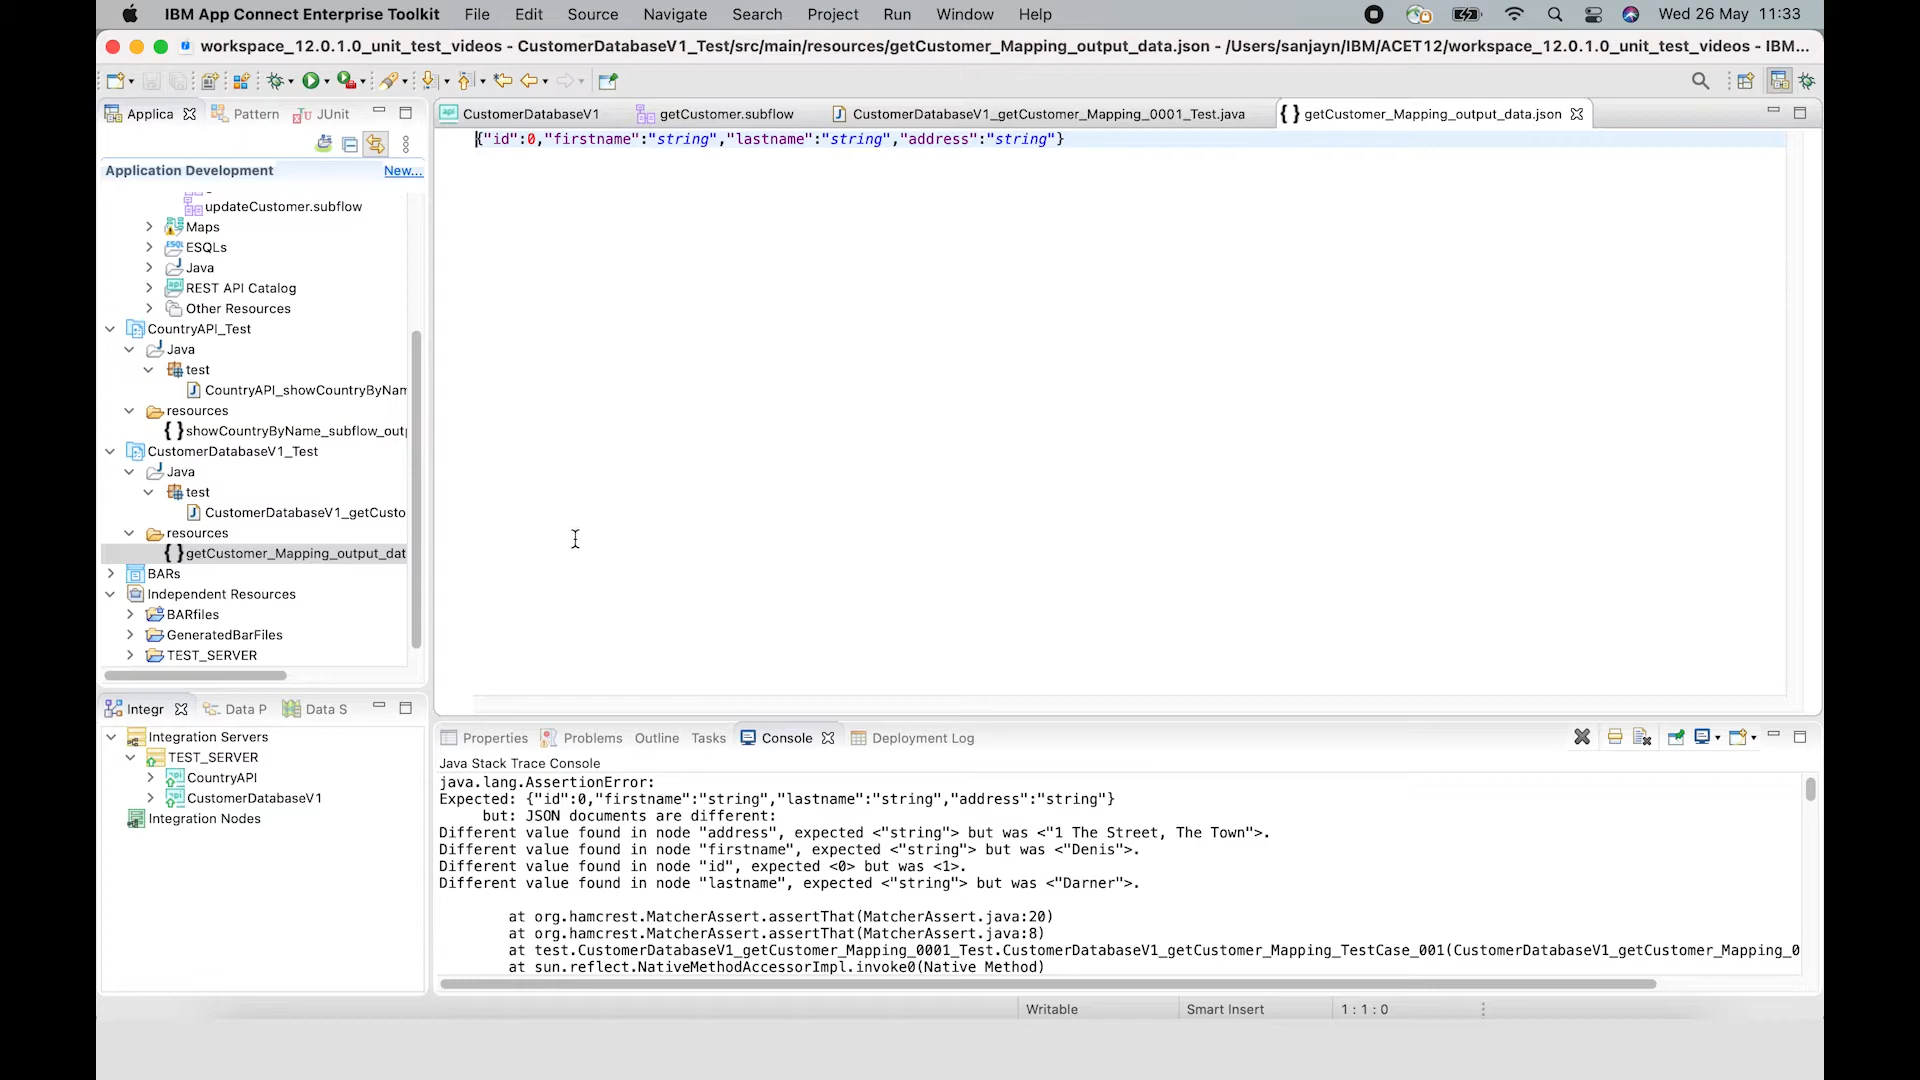 IBM App Connect Enterprise Toolkit File Edit Source Navigate Search Project Run Window Help Wed 26 May 11:33
workspace_12.0.1.0_unit_test_videos - CustomerDatabaseV1_Test/src/main/resources/getCustomer_Mapping_output_data.json - /Users/sanjayn/IBM/ACET12/workspace_12.0.1.0_unit_test_videos - IBM...
Applica Pattern JUnit
Application Development New...
updateCustomer.subflow
Maps
ESQLs
Java
REST API Catalog
Other Resources
CountryAPI_Test
Java
test
CountryAPI_showCountryByNam
resources
{ } showCountryByName_subflow_outp
CustomerDatabaseV1_Test
Java
test
CustomerDatabaseV1_getCusto
resources
{ } getCustomer_Mapping_output_dat
BARs
Independent Resources
BARfiles
GeneratedBarFiles
TEST_SERVER
CustomerDatabaseV1 getCustomer.subflow CustomerDatabaseV1_getCustomer_Mapping_0001_Test.java { } getCustomer_Mapping_output_data.json
{"id":0,"firstname":"string","lastname":"string","address":"string"}
Integr Data P Data S
Integration Servers
TEST_SERVER
CountryAPI
CustomerDatabaseV1
Integration Nodes
Properties Problems Outline Tasks Console Deployment Log
Java Stack Trace Console
java.lang.AssertionError:
Expected: {"id":0,"firstname":"string","lastname":"string","address":"string"}
but: JSON documents are different:
Different value found in node "address", expected <"string"> but was <"1 The Street, The Town">.
Different value found in node "firstname", expected <"string"> but was <"Denis">.
Different value found in node "id", expected <0> but was <1>.
Different value found in node "lastname", expected <"string"> but was <"Darner">.
at org.hamcrest.MatcherAssert.assertThat(MatcherAssert.java:20)
at org.hamcrest.MatcherAssert.assertThat(MatcherAssert.java:8)
at test.CustomerDatabaseV1_getCustomer_Mapping_0001_Test.CustomerDatabaseV1_getCustomer_Mapping_TestCase_001(CustomerDatabaseV1_getCustomer_Mapping_0
at sun.reflect.NativeMethodAccessorImpl.invoke0(Native Method)
Writable Smart Insert 1 : 1 : 0